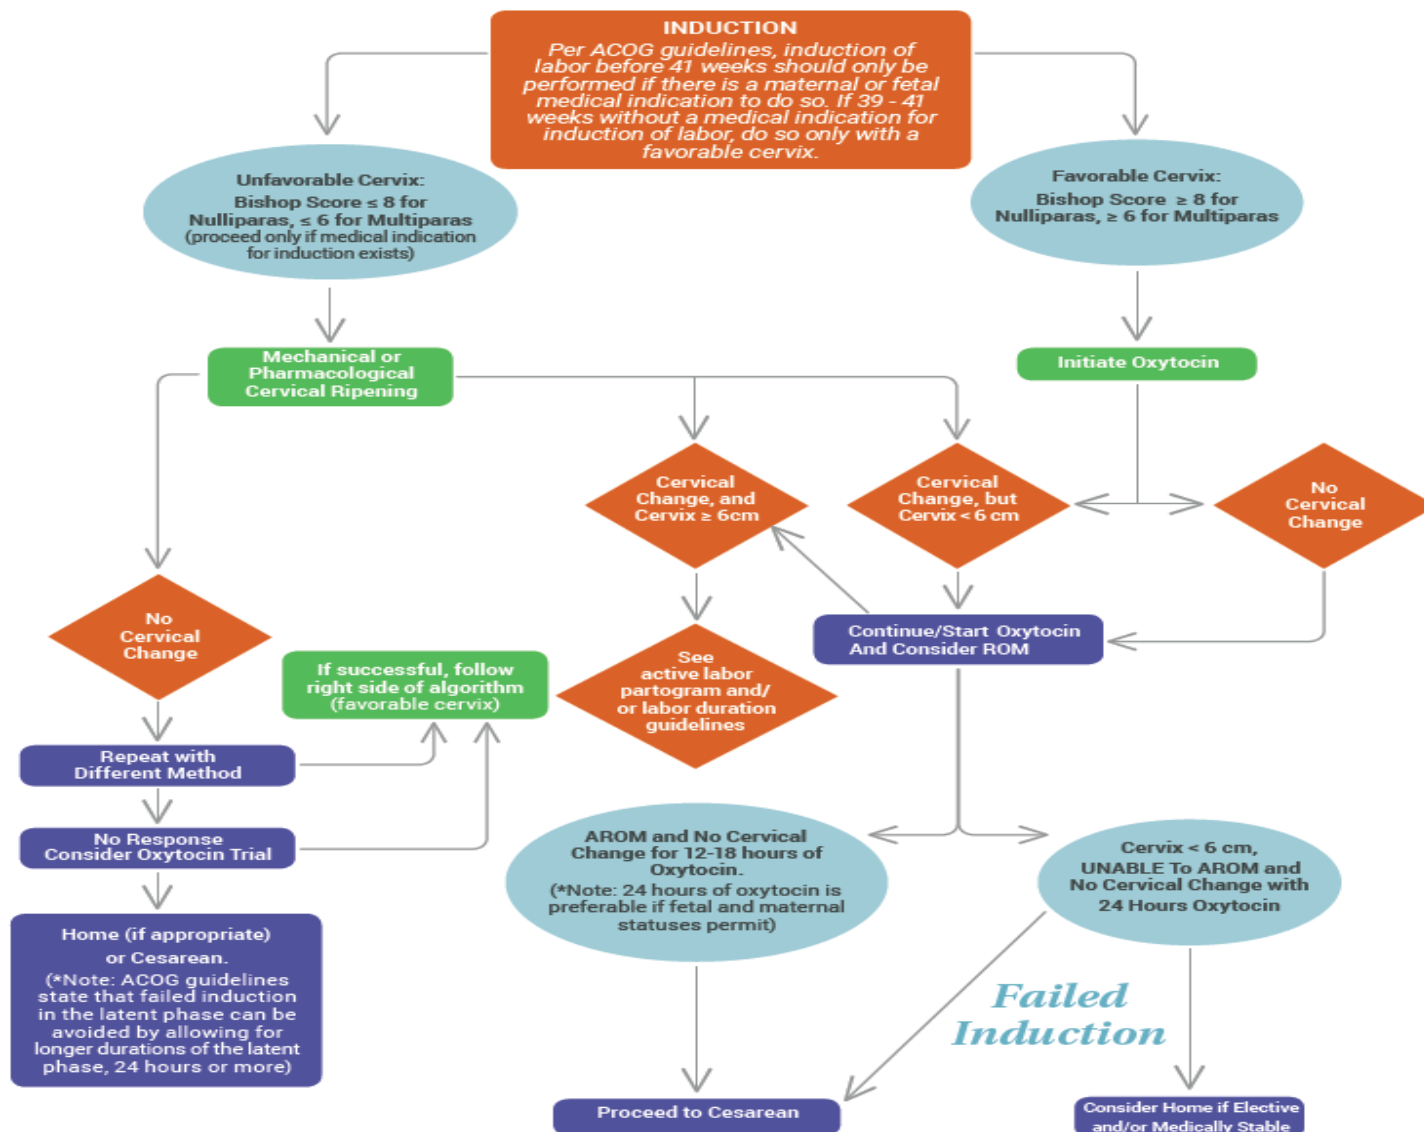 INDUCTION
Per ACOG guidelines, induction of
labor before 41 weeks should only be
performed if there is a maternal or fetal
medical indication to do so. If 39 - 41
weeks without a medical indication for
induction of labor, do so only with a
favorable cervix.
Unfavorable Cervix:
Bishop Score ≤ 8 for
Nulliparas, ≤ 6 for Multiparas
(proceed only if medical indication
for induction exists)
Favorable Cervix:
Bishop Score ≥ 8 for
Nulliparas, ≥ 6 for Multiparas
Mechanical or
Pharmacological
Cervical Ripening
Initiate Oxytocin
Cervical
Change, and
Cervix ≥ 6cm
Cervical
Change, but
Cervix < 6 cm
No
Cervical
Change
No
Cervical
Change
Continue/Start Oxytocin
And Consider ROM
If successful, follow
right side of algorithm
(favorable cervix)
See
active labor
partogram and/
or labor duration
guidelines
Repeat with
Different Method
No Response
Consider Oxytocin Trial
AROM and No Cervical
Change for 12-18 hours of
Oxytocin.
(*Note: 24 hours of oxytocin is
preferable if fetal and maternal
statuses permit)
Cervix < 6 cm,
UNABLE To AROM and
No Cervical Change with
24 Hours Oxytocin
Home (if appropriate)
or Cesarean.
(*Note: ACOG guidelines
state that failed induction
in the latent phase can be
avoided by allowing for
longer durations of the latent
phase, 24 hours or more)
Failed
Induction
Proceed to Cesarean
Consider Home if Elective
and/or Medically Stable